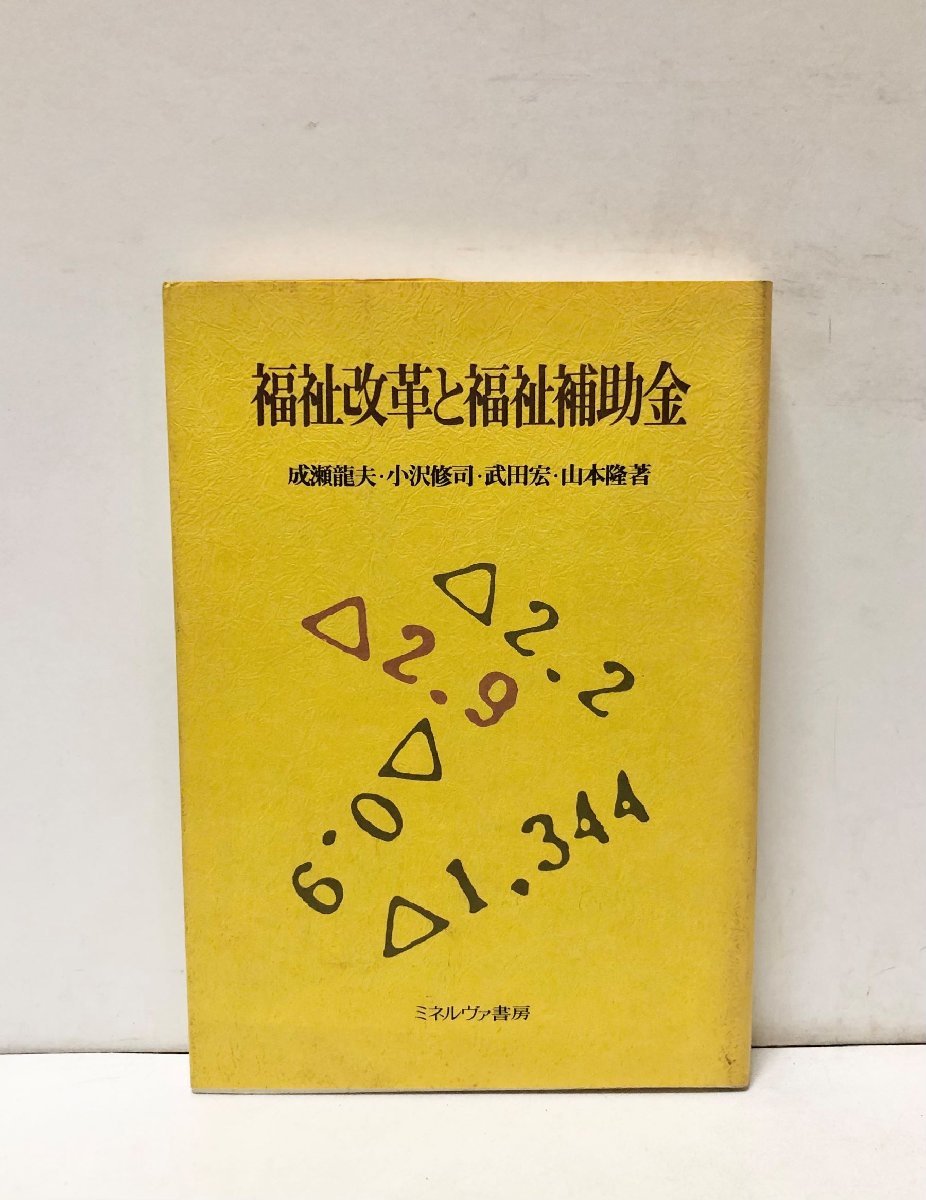 福祉改革と福祉補助金
成瀬龍夫・小沢修司・武田宏・山本隆著
△2.2
△2.9
△0.6
△1.344
ミネルヴァ書房